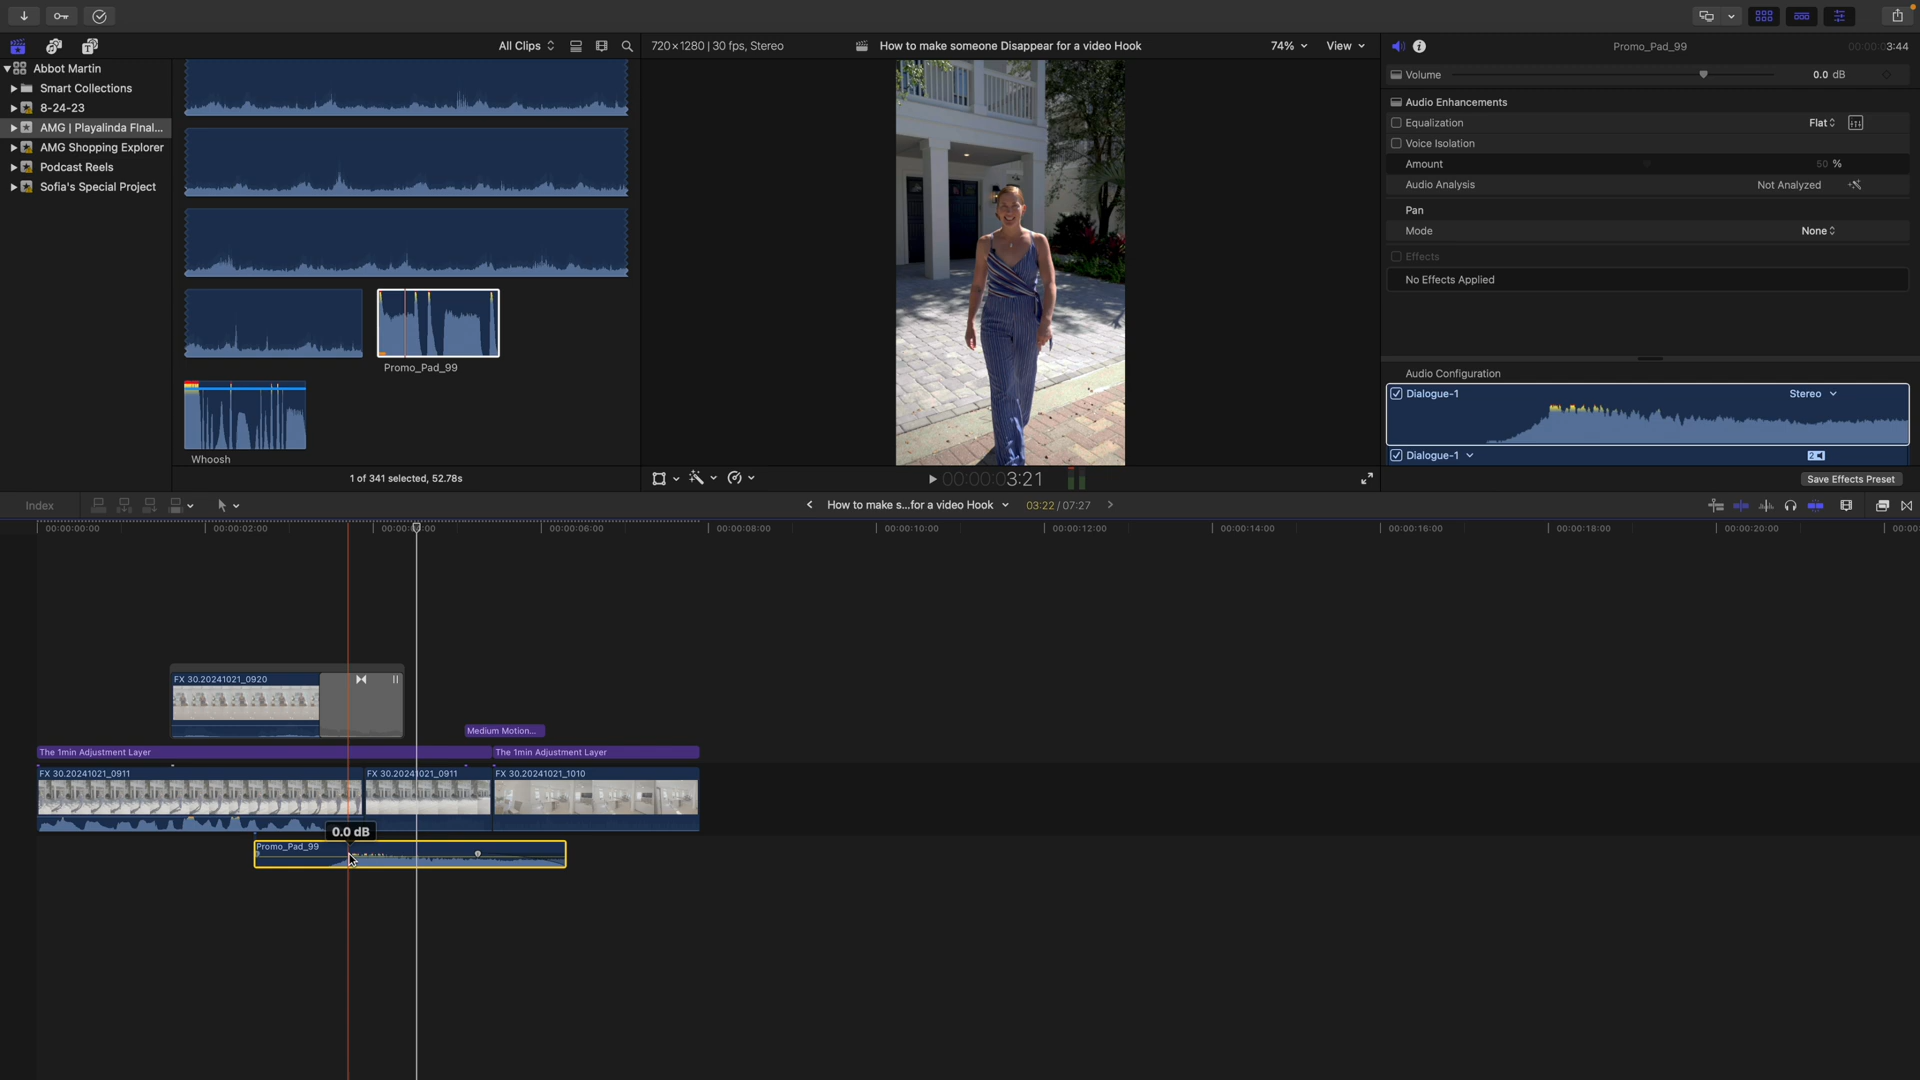 All Clips
720×1280 | 30 fps, Stereo
How to make someone Disappear for a video Hook
74%
View
Promo_Pad_99
00:00:03:44
Abbot Martin
Smart Collections
8-24-23
AMG | Playalinda FInal...
AMG Shopping Explorer
Podcast Reels
Sofia's Special Project
Promo_Pad_99
Whoosh
1 of 341 selected, 52.78s
00:00:00:03:21
Volume
0.0 dB
Audio Enhancements
Equalization
Flat
Voice Isolation
Amount
50 %
Audio Analysis
Not Analyzed
Pan
Mode
None
Effects
No Effects Applied
Audio Configuration
Dialogue-1
Stereo
Dialogue-1
Save Effects Preset
Index
How to make s...for a video Hook
03:22 / 07:27
00:00:00:00
00:00:02:00
00:00:06:00
00:00:08:00
00:00:10:00
00:00:12:00
00:00:14:00
00:00:16:00
00:00:18:00
00:00:20:00
FX 30.20241021_0920
Medium Motion...
The 1min Adjustment Layer
The 1min Adjustment Layer
FX 30.20241021_0911
FX 30.20241021_0911
FX 30.20241021_1010
0.0 dB
Promo_Pad_99